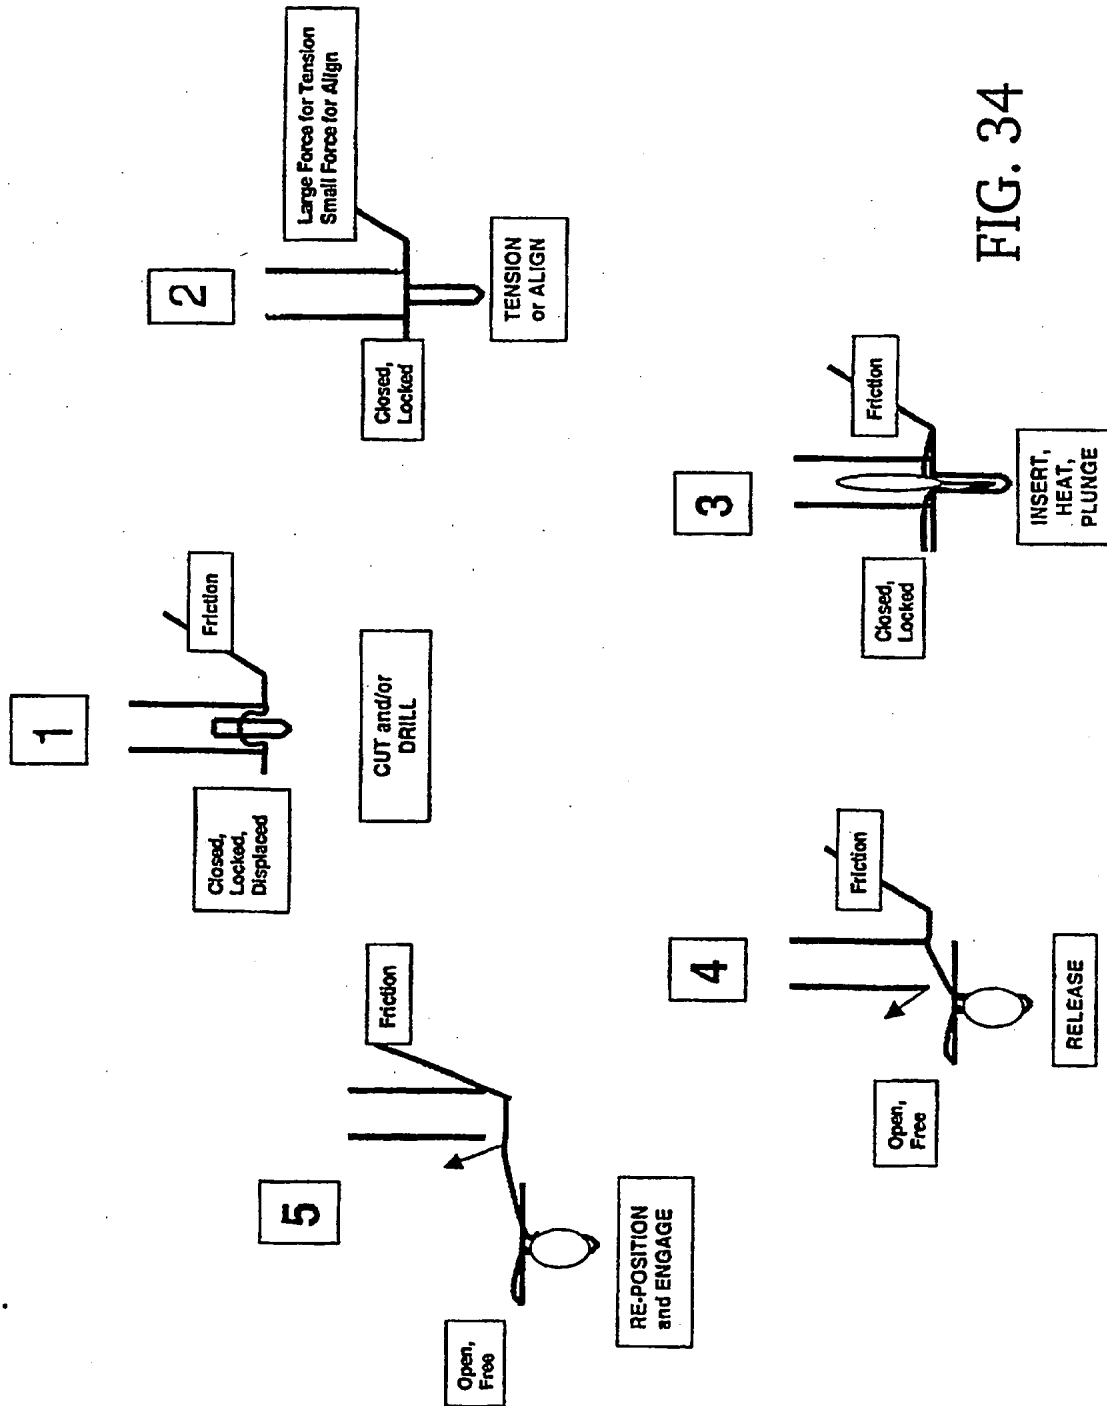 1
Friction
Closed,
Locked,
Displaced
CUT and/or
DRILL
2
Large Force for Tension
Small Force for Align
Closed,
Locked
TENSION
or ALIGN
3
Friction
Closed,
Locked
INSERT,
HEAT,
PLUNGE
4
Friction
Open,
Free
RELEASE
5
Friction
Open,
Free
RE-POSITION
and ENGAGE
FIG. 34